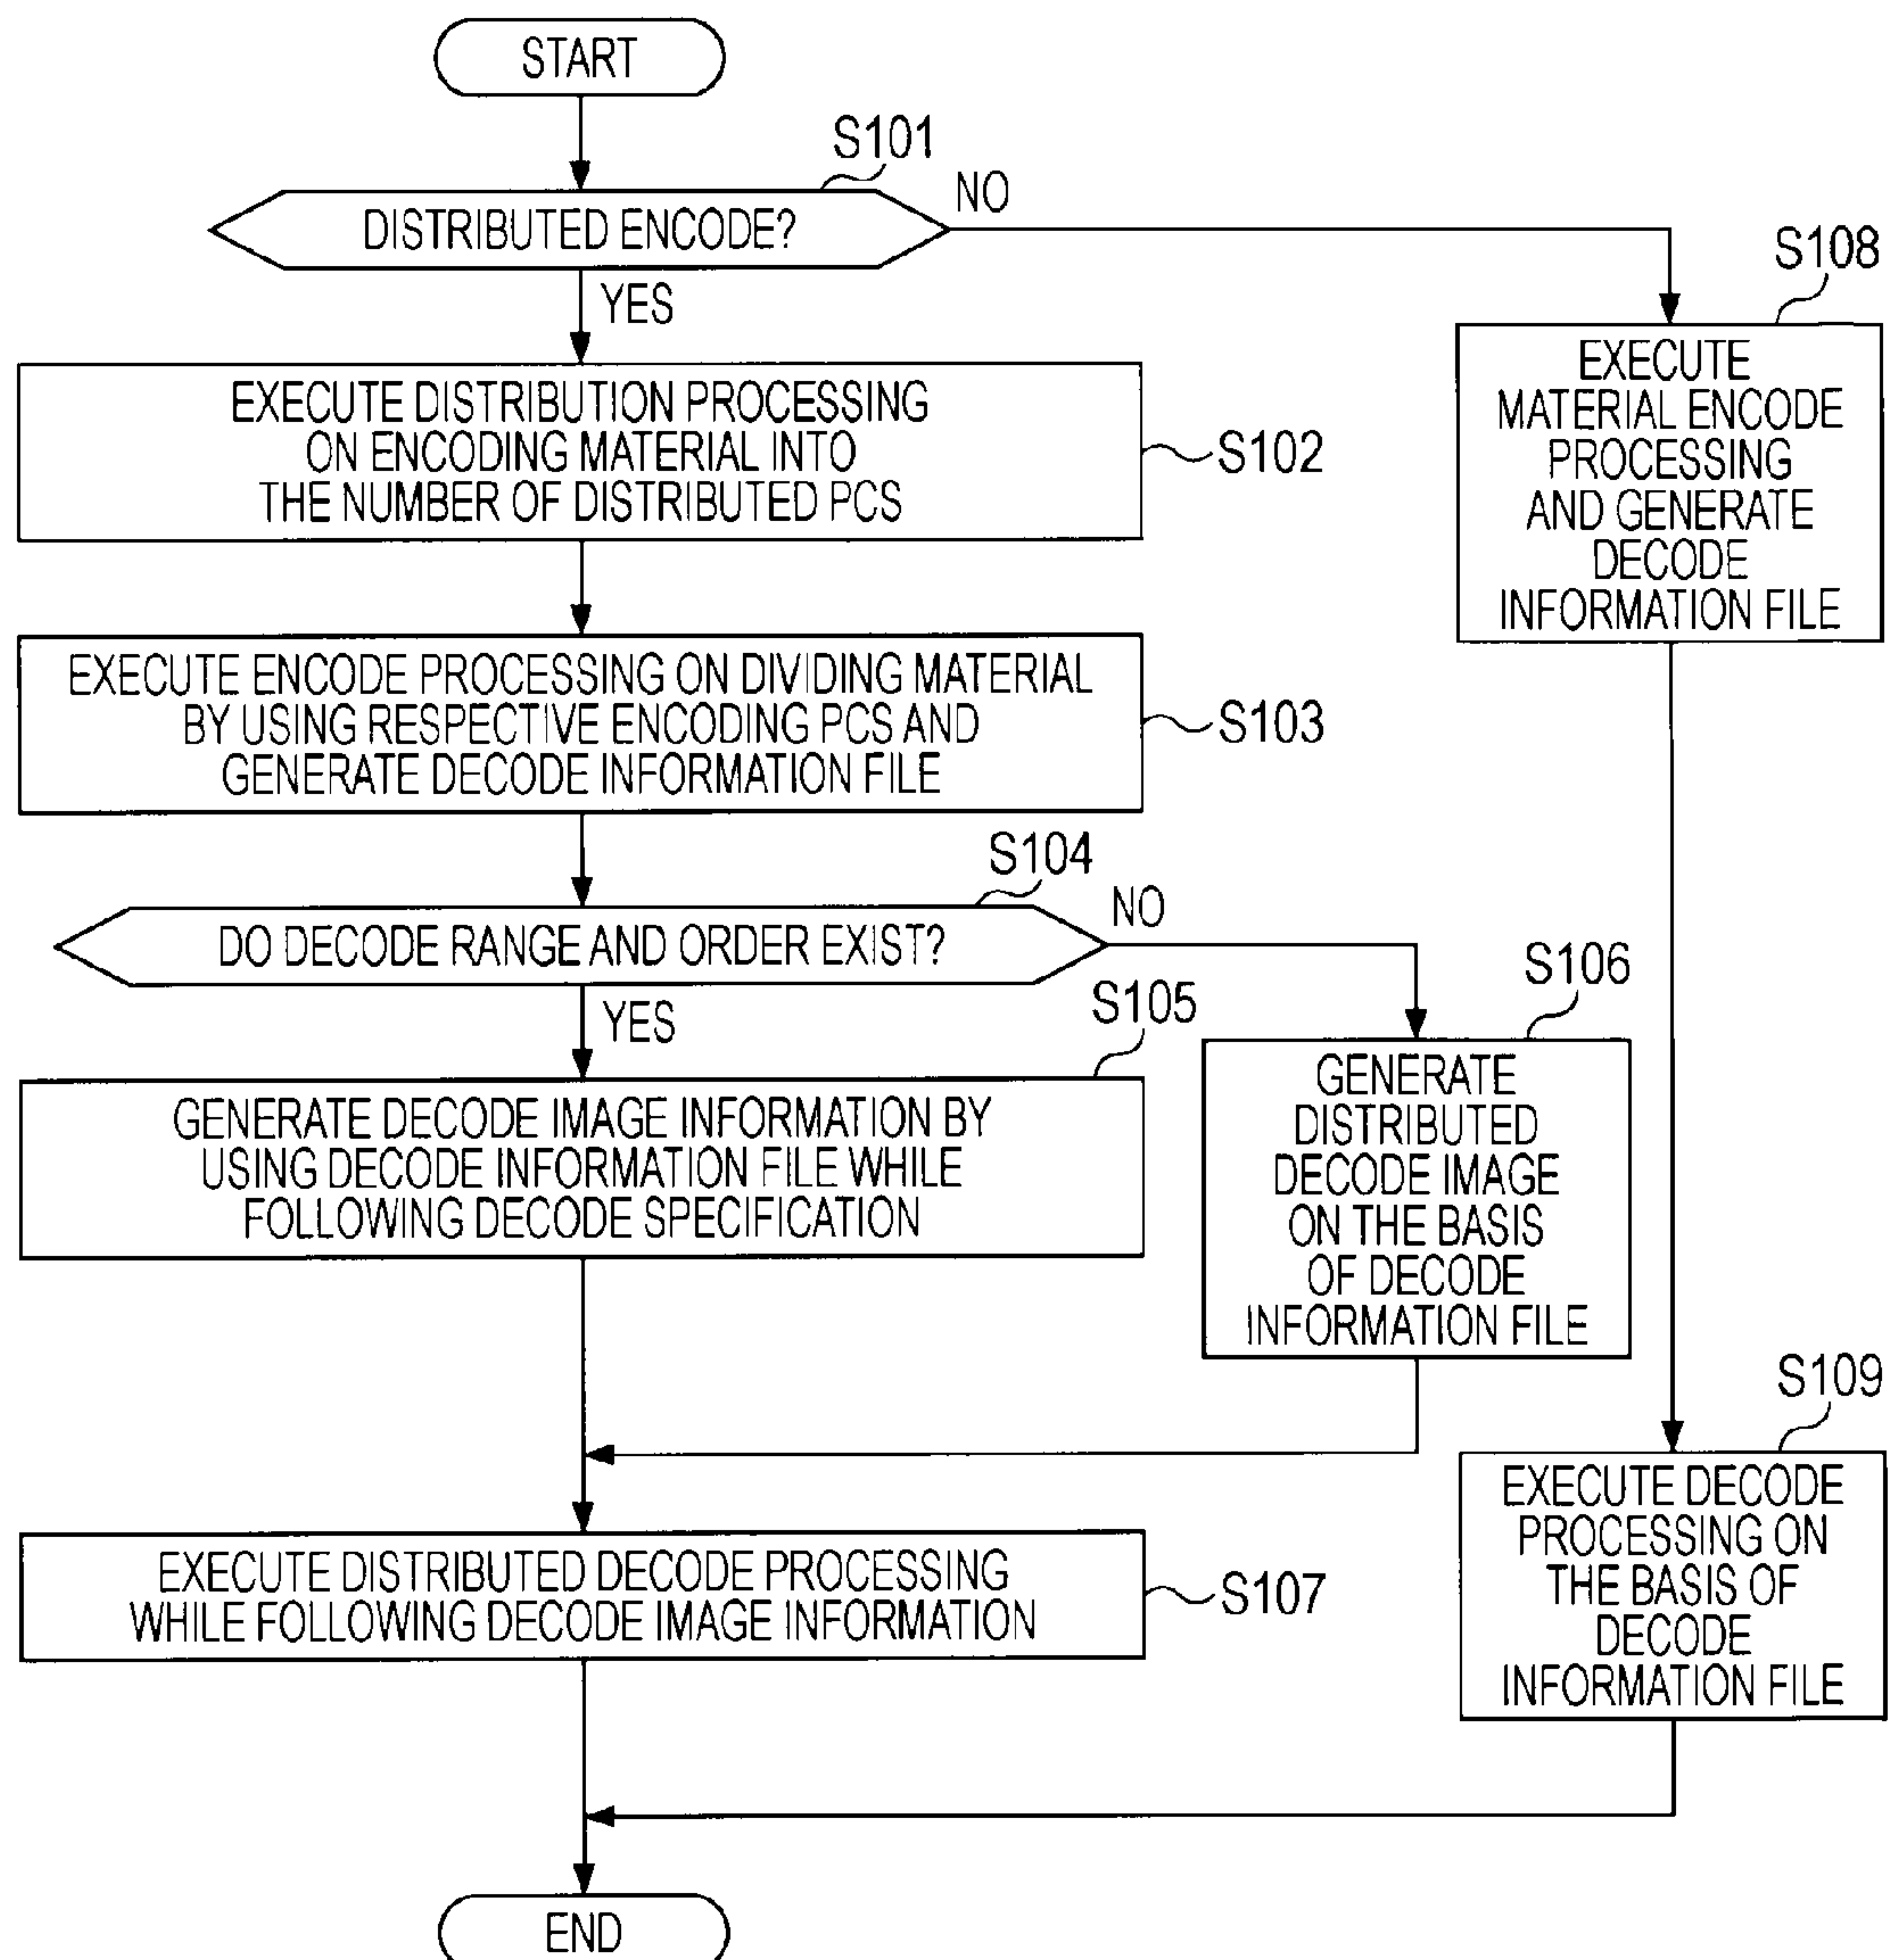 START
S101
DISTRIBUTED ENCODE?
NO
YES
S108
EXECUTE
MATERIAL ENCODE
PROCESSING
AND GENERATE
DECODE
INFORMATION FILE
EXECUTE DISTRIBUTION PROCESSING
ON ENCODING MATERIAL INTO
THE NUMBER OF DISTRIBUTED PCS
S102
EXECUTE ENCODE PROCESSING ON DIVIDING MATERIAL
BY USING RESPECTIVE ENCODING PCS AND
GENERATE DECODE INFORMATION FILE
S103
S104
DO DECODE RANGE AND ORDER EXIST?
NO
YES
S105
GENERATE DECODE IMAGE INFORMATION BY
USING DECODE INFORMATION FILE WHILE
FOLLOWING DECODE SPECIFICATION
S106
GENERATE
DISTRIBUTED
DECODE IMAGE
ON THE BASIS
OF DECODE
INFORMATION FILE
EXECUTE DISTRIBUTED DECODE PROCESSING
WHILE FOLLOWING DECODE IMAGE INFORMATION
S107
S109
EXECUTE DECODE
PROCESSING ON
THE BASIS OF
DECODE
INFORMATION FILE
END